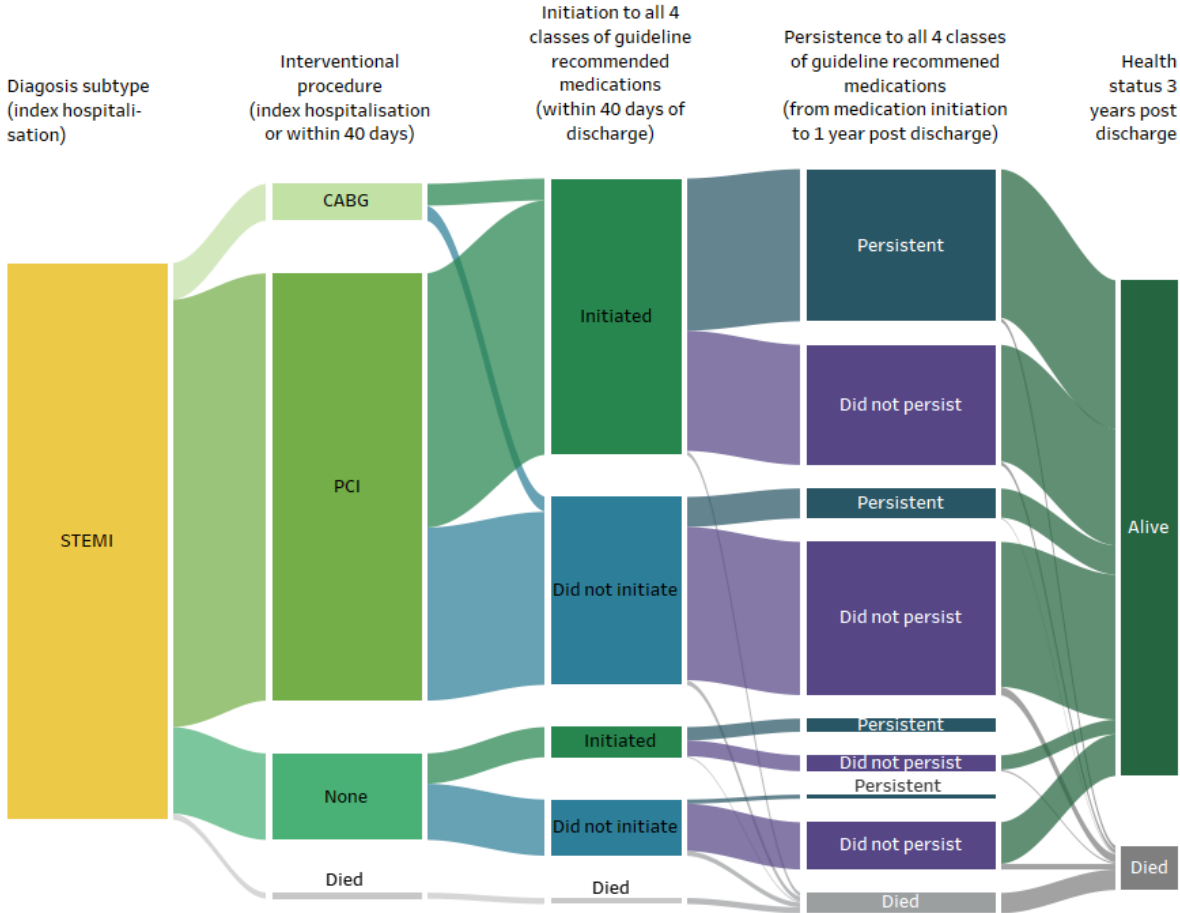 Diagosis subtype
(index hospitali-
sation)
Interventional
procedure
(index hospitalisation
or within 40 days)
Initiation to all 4
classes of guideline
recommended
medications
(within 40 days of
discharge)
Persistence to all 4 classes
of guideline recommened
medications
(from medication initiation
to 1 year post discharge)
Health
status 3
years post
discharge
STEMI
CABG
PCI
None
Died
Initiated
Did not initiate
Initiated
Did not initiate
Died
Persistent
Did not persist
Persistent
Did not persist
Persistent
Did not persist
Persistent
Did not persist
Died
Alive
Died